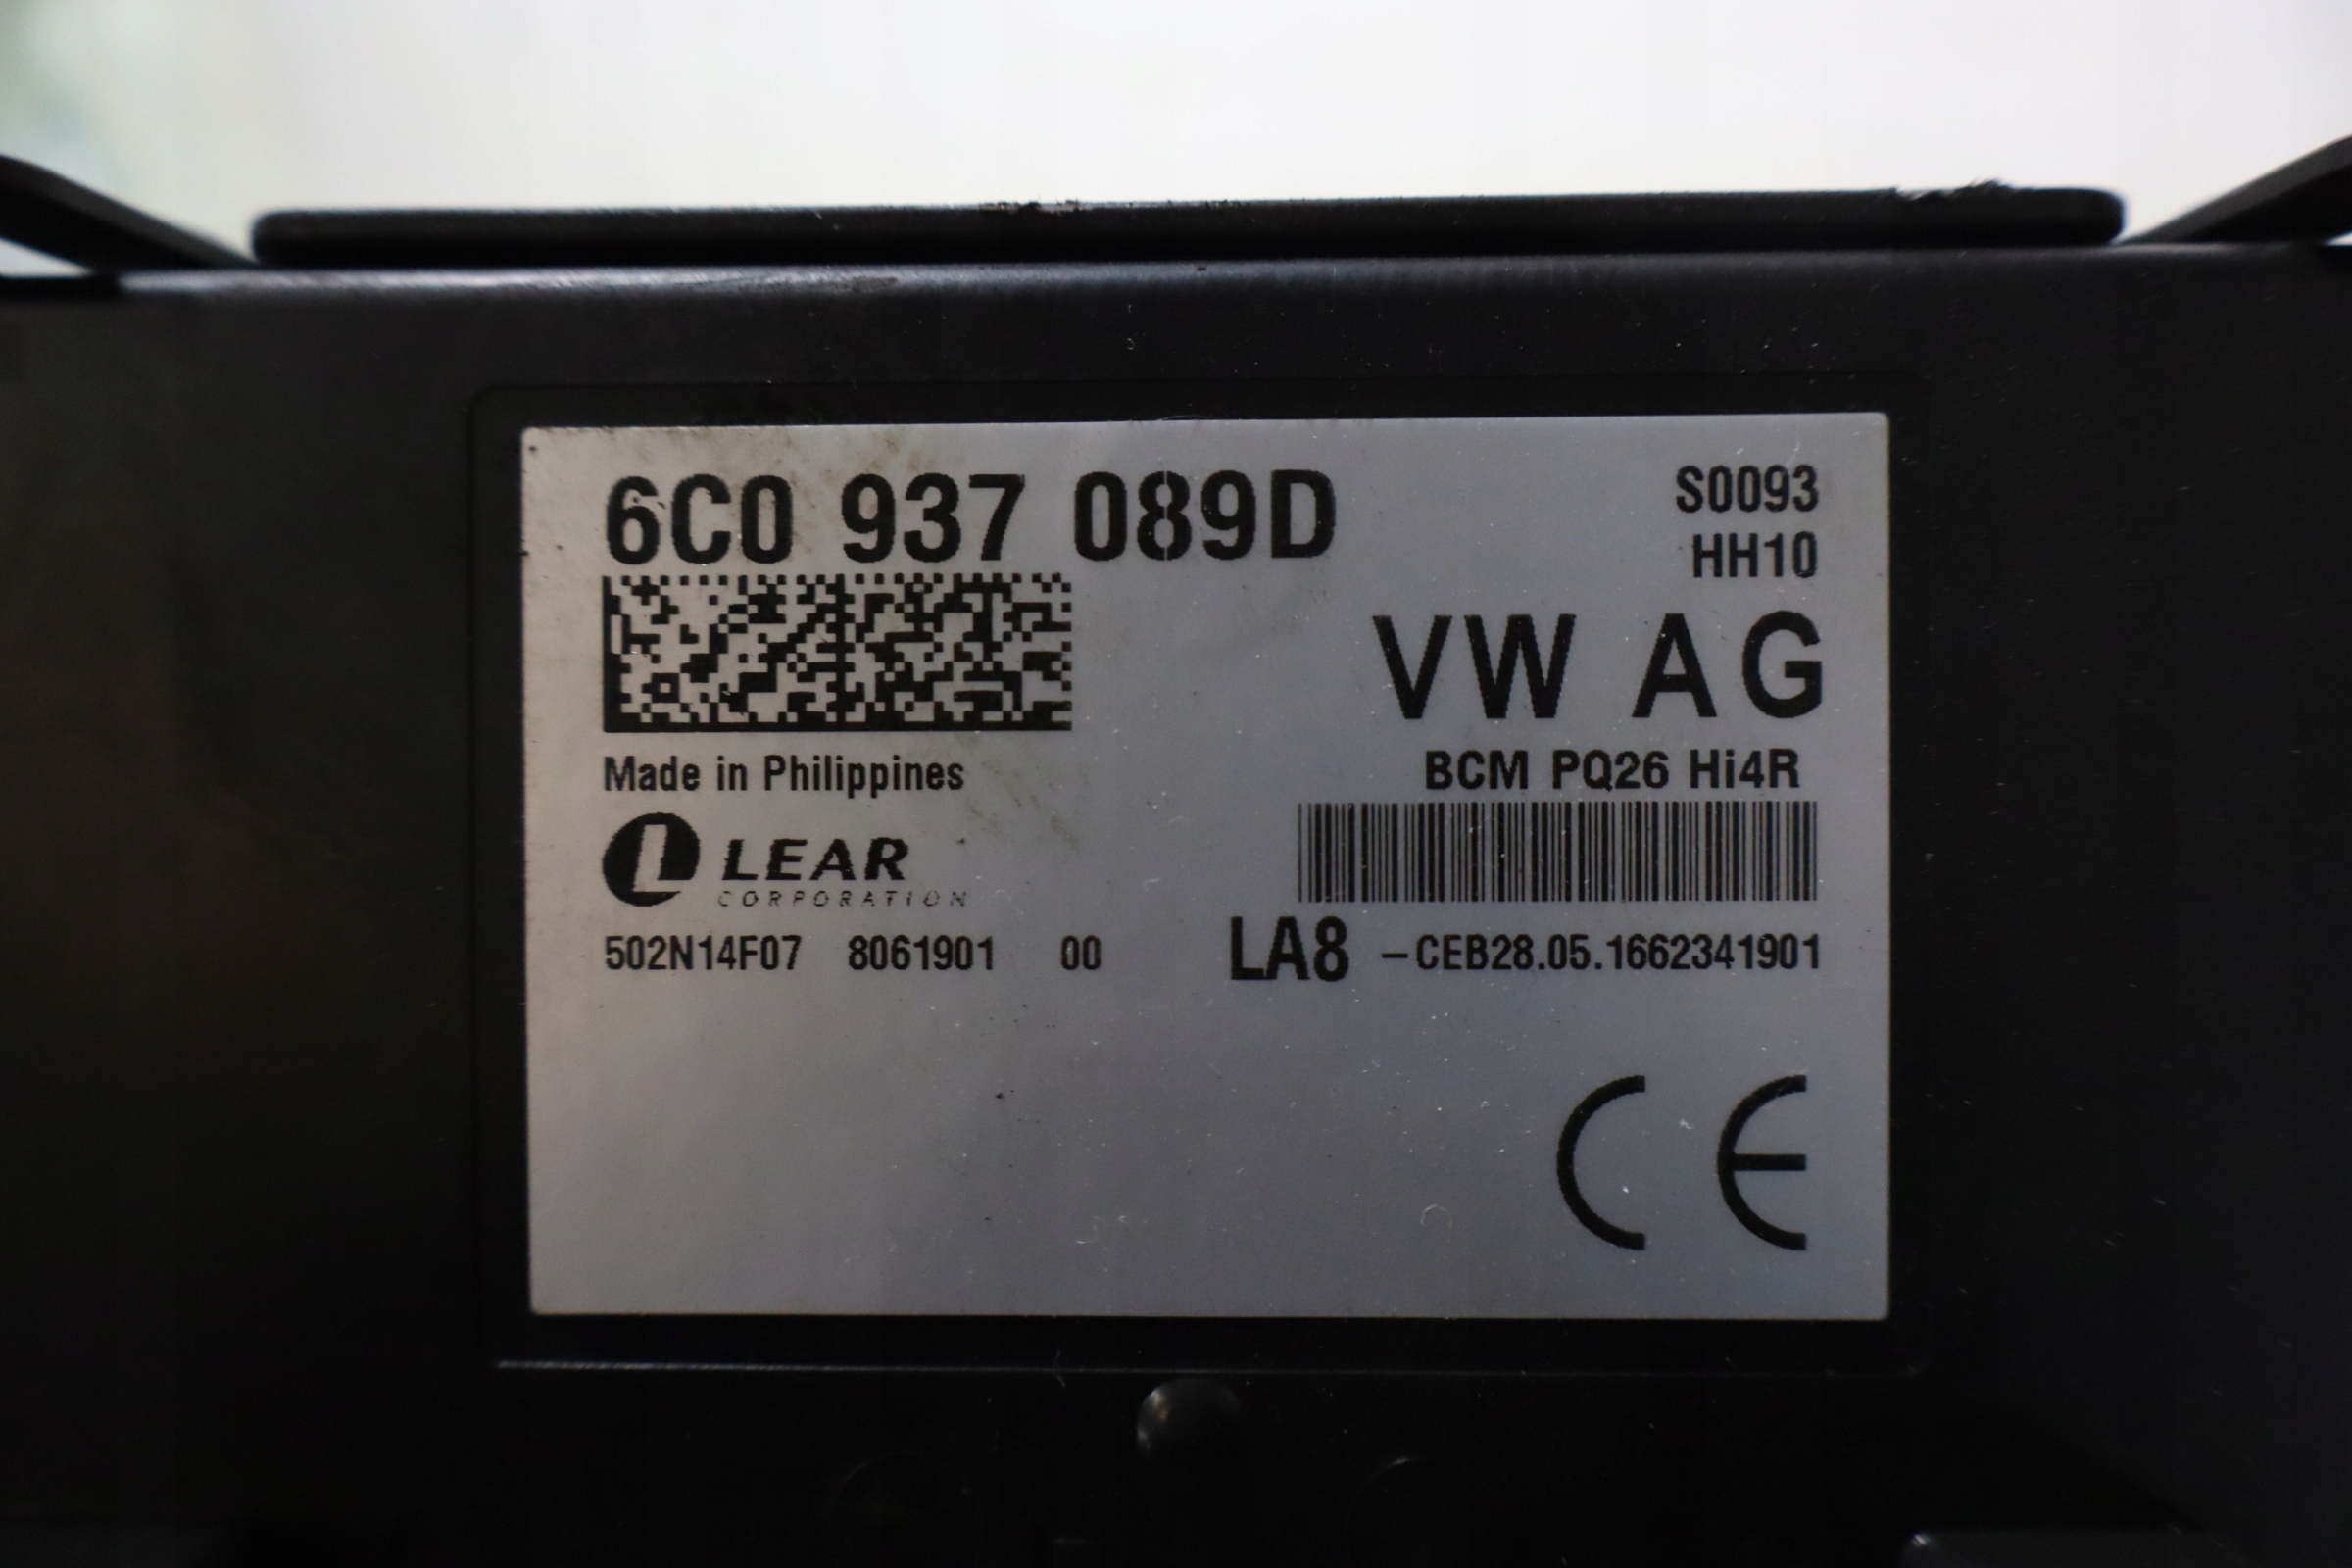 6C0 937 089D
S0093
HH10
VW AG
BCM PQ26 Hi4R
Made in Philippines
L LEAR
CORPORATION
502N14F07 8061901 00
LA8 –CEB28.05.1662341901
CE